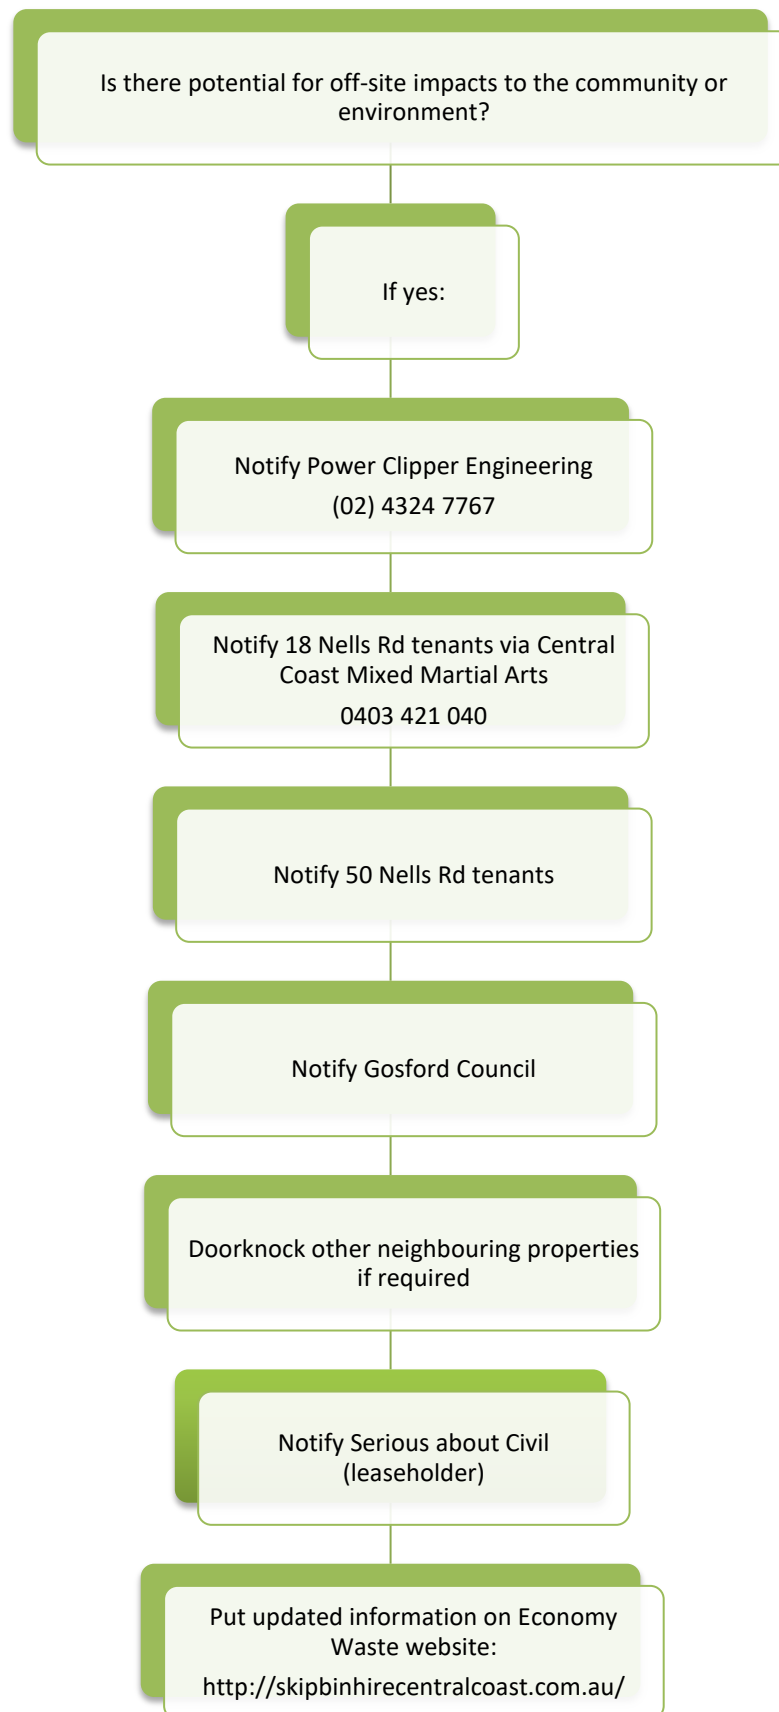 Is there potential for off-site impacts to the community or
environment?
If yes:
Notify Power Clipper Engineering
(02) 4324 7767
Notify 18 Nells Rd tenants via Central
Coast Mixed Martial Arts
0403 421 040
Notify 50 Nells Rd tenants
Notify Gosford Council
Doorknock other neighbouring properties
if required
Notify Serious about Civil
(leaseholder)
Put updated information on Economy
Waste website:
http://skipbinhirecentralcoast.com.au/